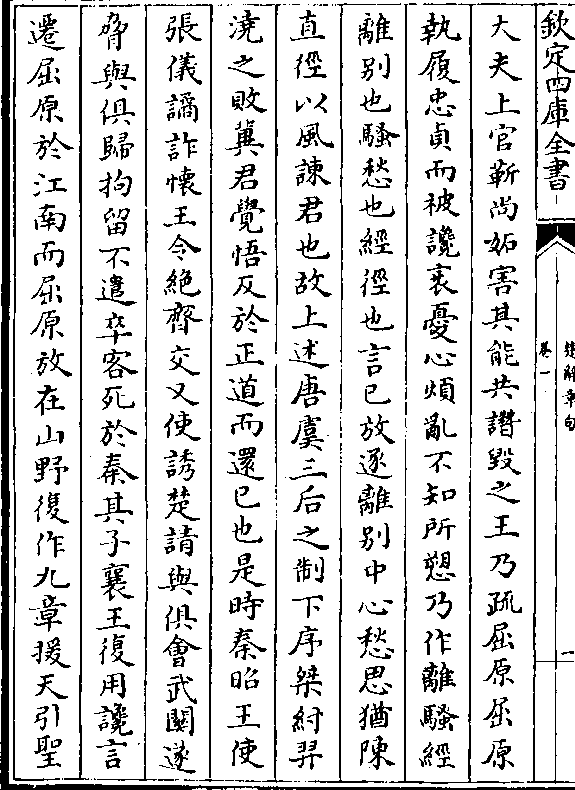 欽定四庫全書
楚辭章句
卷一
一
大夫上官靳尚妬害其能共譖毀之王乃疏屈原屈原
執履忠貞而被讒衺憂心煩亂不知所愬乃作離騷經
離别也騷愁也經徑也言已放逐離别中心愁思猶陳
直徑以風諫君也故上述唐虞三后之制下序桀紂羿
澆之敗冀君覺悟反於正道而還已也是時秦昭王使
張儀譎詐懷王令絶齊交又使誘楚請與俱會武關遂
脅與俱歸拘留不遣卒客死於秦其子襄王復用讒言
遷屈原於江南而屈原放在山野復作九章援天引聖